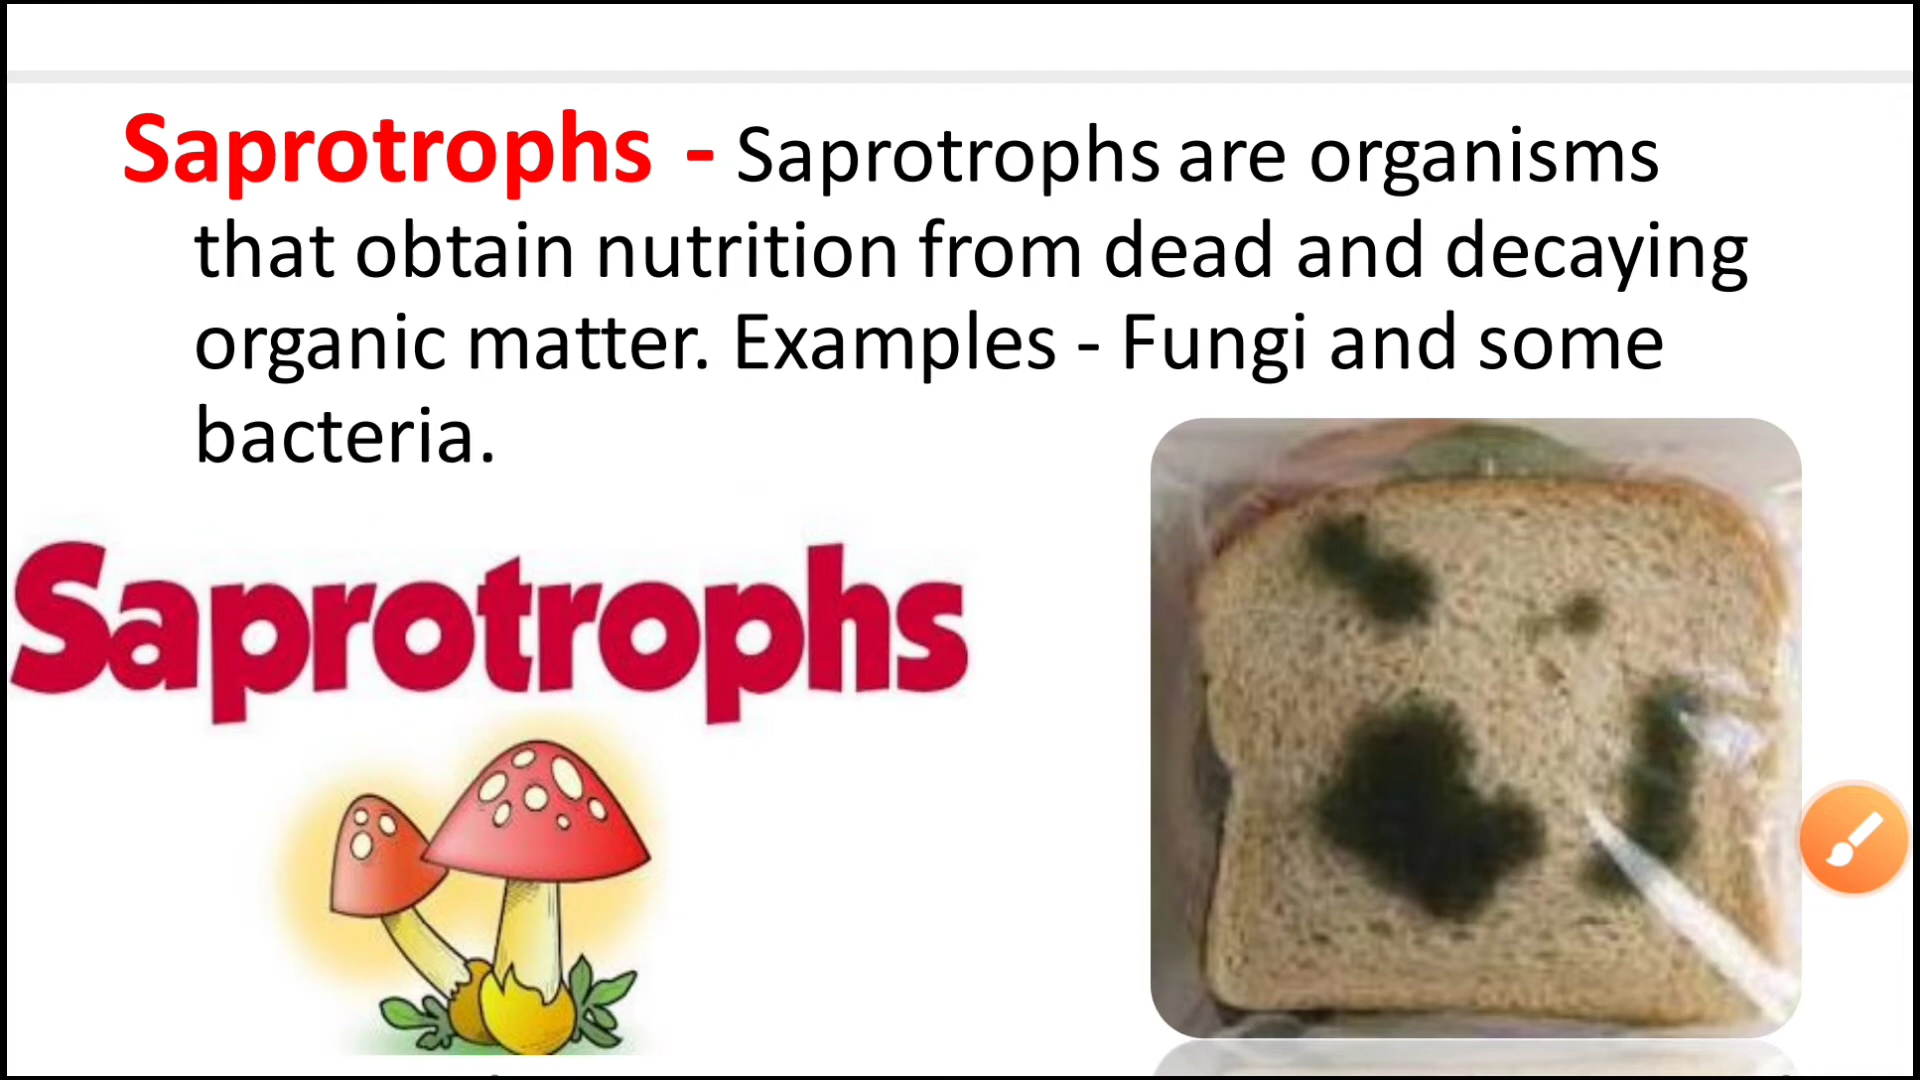 Saprotrophs - Saprotrophs are organisms
that obtain nutrition from dead and decaying
organic matter. Examples - Fungi and some
bacteria.
Saprotrophs